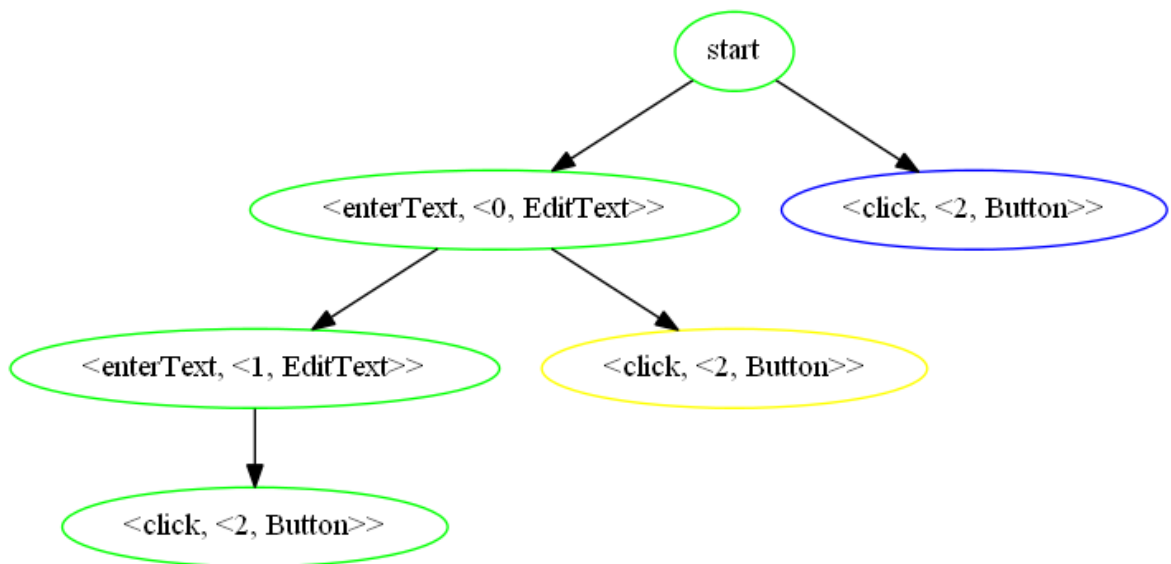 start
<enterText, <0, EditText>>
<click, <2, Button>>
<enterText, <1, EditText>>
<click, <2, Button>>
<click, <2, Button>>